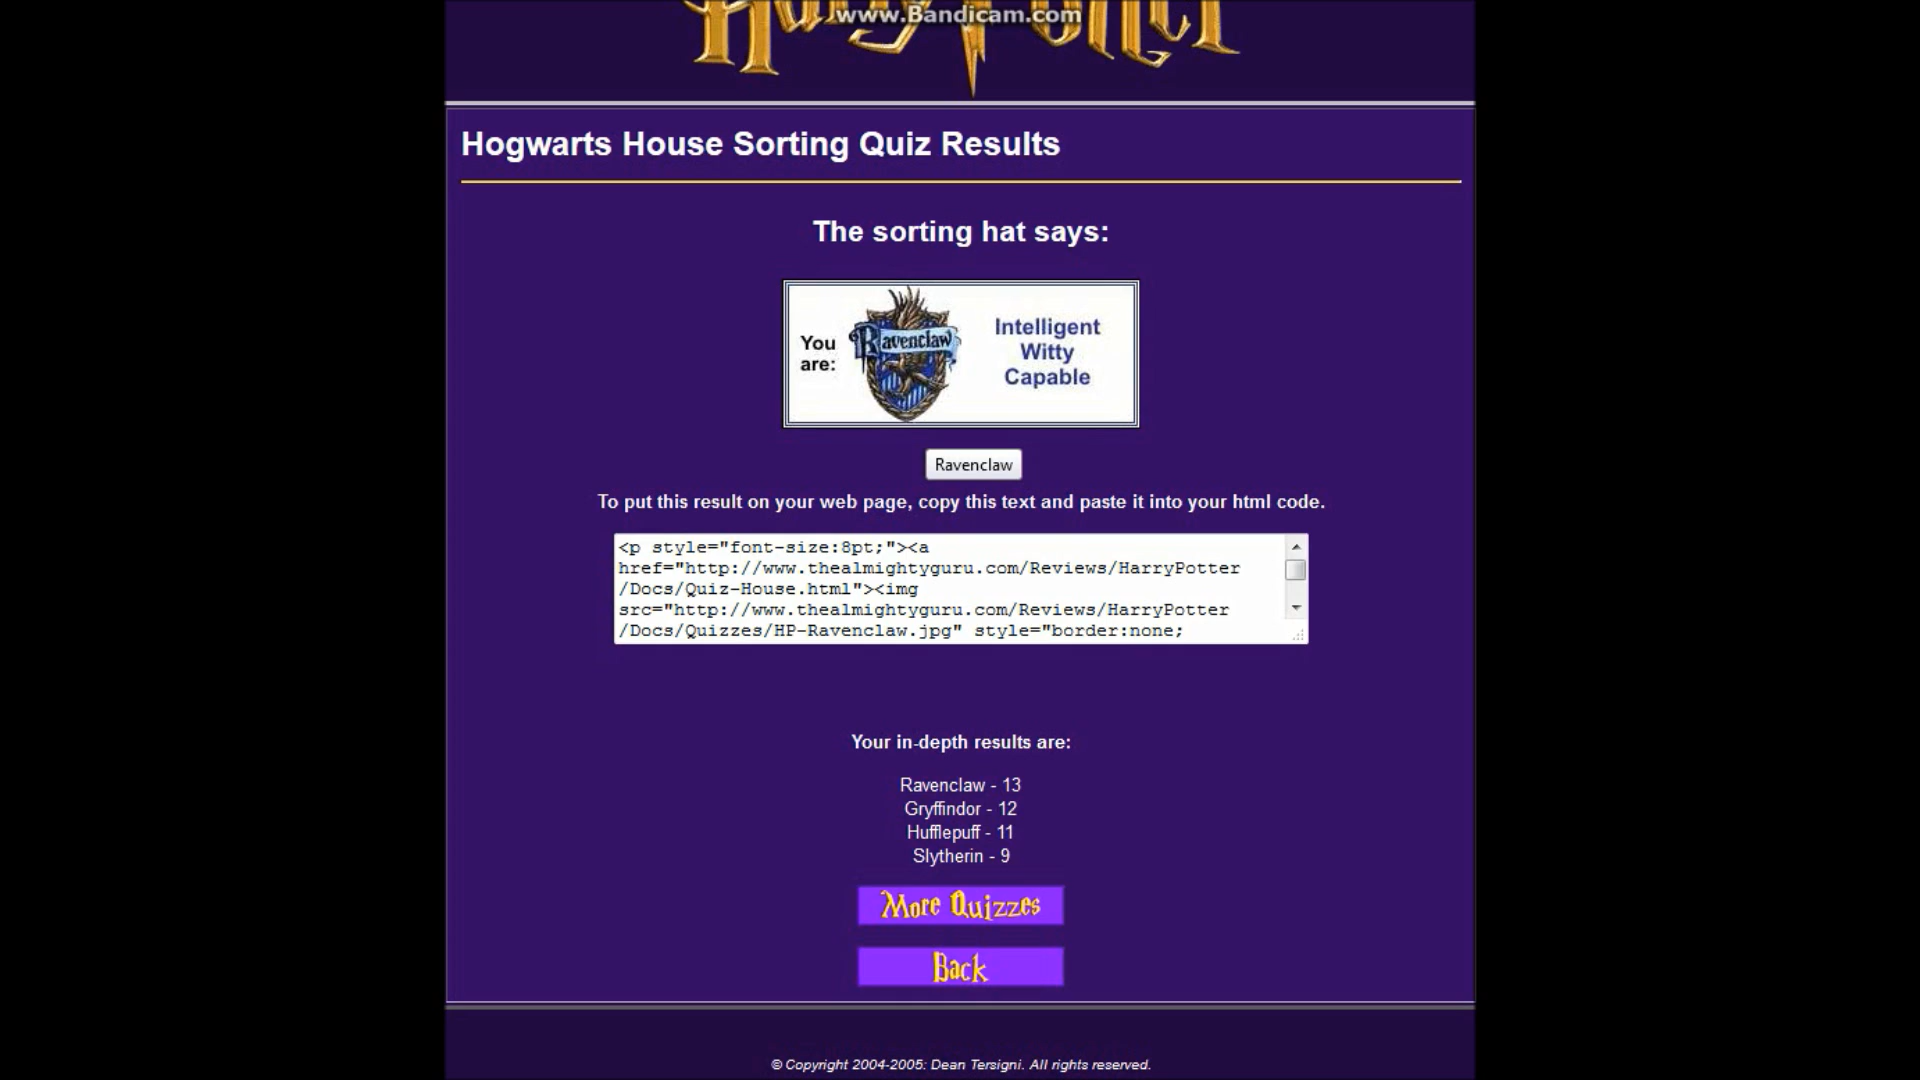 www.Bandicam.com
Harry Potter
Hogwarts House Sorting Quiz Results
The sorting hat says:
You are:
Ravenclaw
Intelligent
Witty
Capable
Ravenclaw
To put this result on your web page, copy this text and paste it into your html code.
<p style="font-size:8pt;"><a
href="http://www.thealmightyguru.com/Reviews/HarryPotter
/Docs/Quiz-House.html"><img
src="http://www.thealmightyguru.com/Reviews/HarryPotter
/Docs/Quizzes/HP-Ravenclaw.jpg" style="border:none;
Your in-depth results are:
Ravenclaw - 13
Gryffindor - 12
Hufflepuff - 11
Slytherin - 9
More Quizzes
Back
© Copyright 2004-2005: Dean Tersigni. All rights reserved.